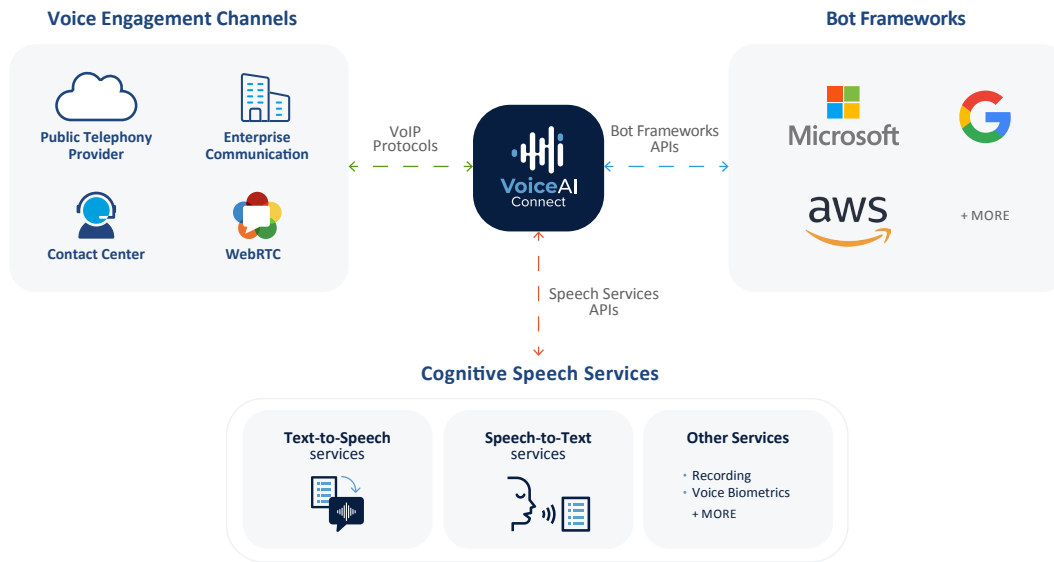 Voice Engagement Channels
Public Telephony
Provider
Enterprise
Communication
Contact Center
WebRTC
VoIP
Protocols
VoiceAI
Connect
Bot Frameworks
APIs
Bot Frameworks
Microsoft
G
aws
+ MORE
Speech Services
APIs
Cognitive Speech Services
Text-to-Speech
services
Speech-to-Text
services
Other Services
• Recording
• Voice Biometrics
+ MORE